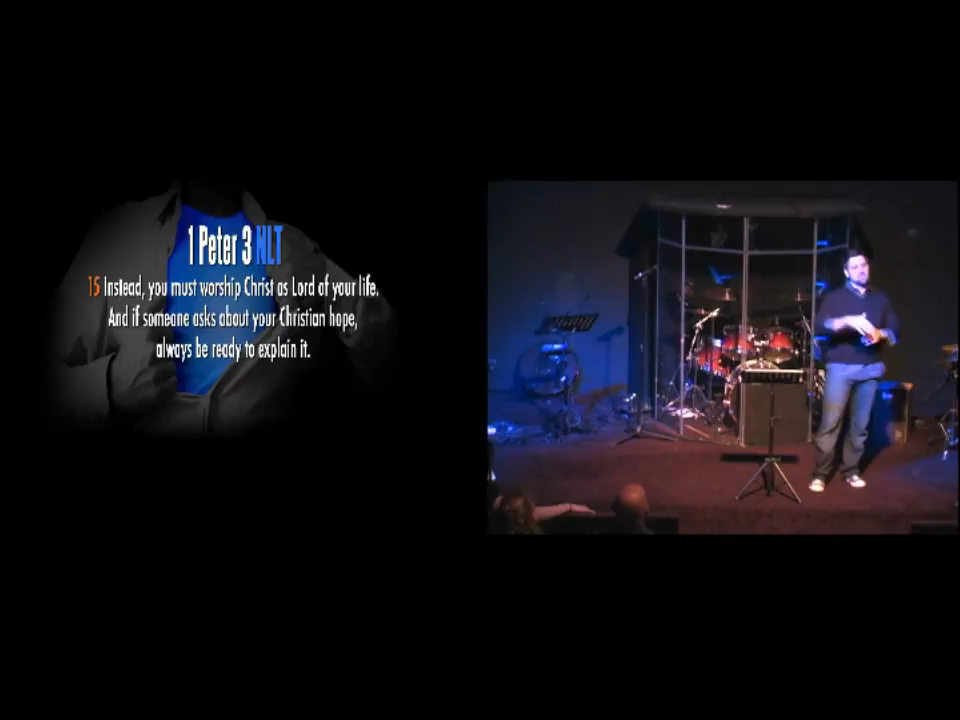 1 Peter 3 NLT
15 Instead, you must worship Christ as Lord of your life.
And if someone asks about your Christian hope,
always be ready to explain it.